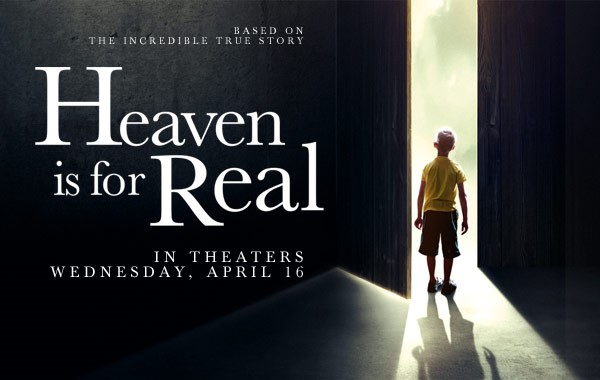 BASED ON
THE INCREDIBLE TRUE STORY
Heaven
is for Real
IN THEATERS
WEDNESDAY, APRIL 16